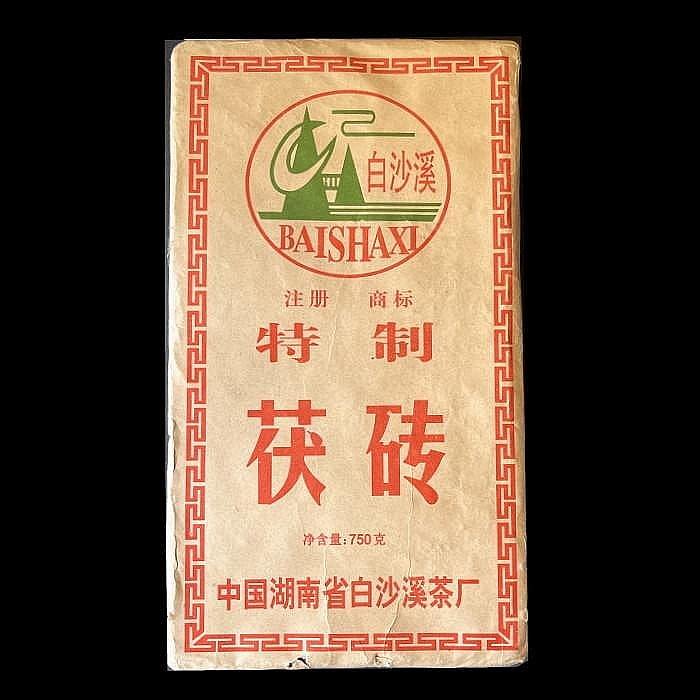 白沙溪
BAISHAXI
注册 商标
特制
茯砖
净含量:750克
中国湖南省白沙溪茶厂